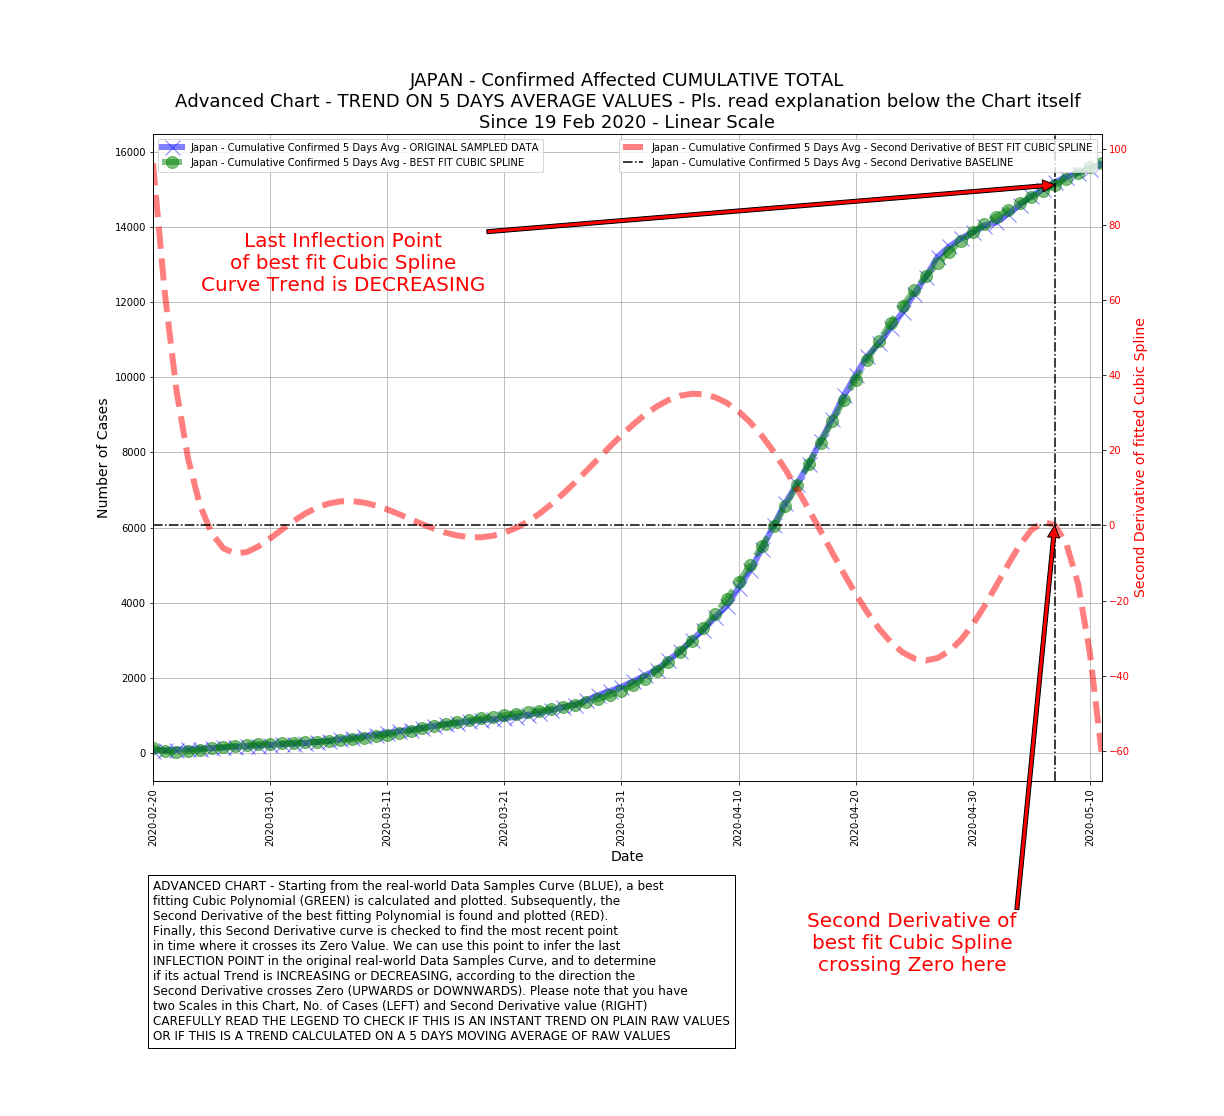 JAPAN - Confirmed Affected CUMULATIVE TOTAL
Advanced Chart - TREND ON 5 DAYS AVERAGE VALUES - Pls. read explanation below the Chart itself
Since 19 Feb 2020 - Linear Scale
Japan - Cumulative Confirmed 5 Days Avg - ORIGINAL SAMPLED DATA
Japan - Cumulative Confirmed 5 Days Avg - BEST FIT CUBIC SPLINE
Japan - Cumulative Confirmed 5 Days Avg - Second Derivative of BEST FIT CUBIC SPLINE
Japan - Cumulative Confirmed 5 Days Avg - Second Derivative BASELINE
Last Inflection Point
of best fit Cubic Spline
Curve Trend is DECREASING
Number of Cases
16000
14000
12000
10000
8000
6000
4000
2000
0
Second Derivative of fitted Cubic Spline
100
80
60
40
20
0
−20
−40
−60
2020-02-20
2020-03-01
2020-03-11
2020-03-21
2020-03-31
2020-04-10
2020-04-20
2020-04-30
2020-05-10
Date
Second Derivative of
best fit Cubic Spline
crossing Zero here
ADVANCED CHART - Starting from the real-world Data Samples Curve (BLUE), a best
fitting Cubic Polynomial (GREEN) is calculated and plotted. Subsequently, the
Second Derivative of the best fitting Polynomial is found and plotted (RED).
Finally, this Second Derivative curve is checked to find the most recent point
in time where it crosses its Zero Value. We can use this point to infer the last
INFLECTION POINT in the original real-world Data Samples Curve, and to determine
if its actual Trend is INCREASING or DECREASING, according to the direction the
Second Derivative crosses Zero (UPWARDS or DOWNWARDS). Please note that you have
two Scales in this Chart, No. of Cases (LEFT) and Second Derivative value (RIGHT)
CAREFULLY READ THE LEGEND TO CHECK IF THIS IS AN INSTANT TREND ON PLAIN RAW VALUES
OR IF THIS IS A TREND CALCULATED ON A 5 DAYS MOVING AVERAGE OF RAW VALUES